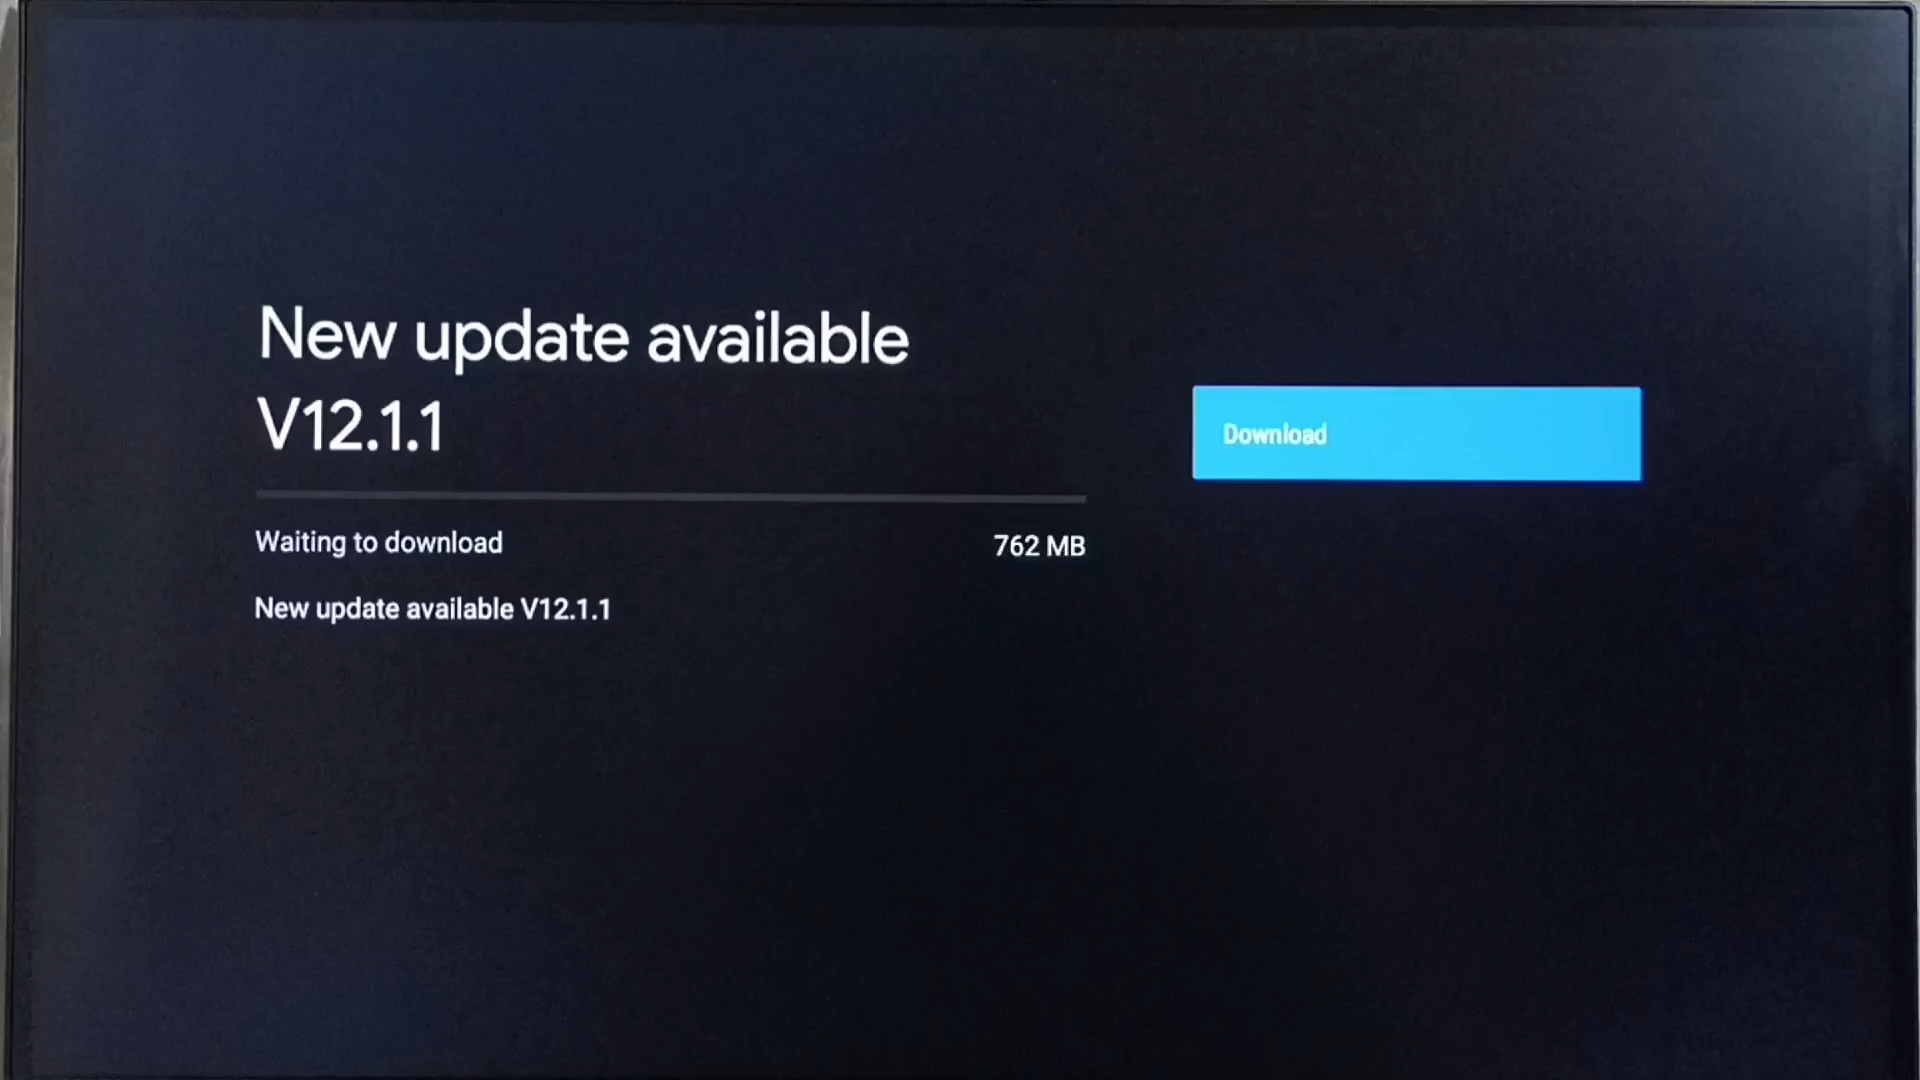 New update available
V12.1.1
Download
Waiting to download 762 MB
New update available V12.1.1